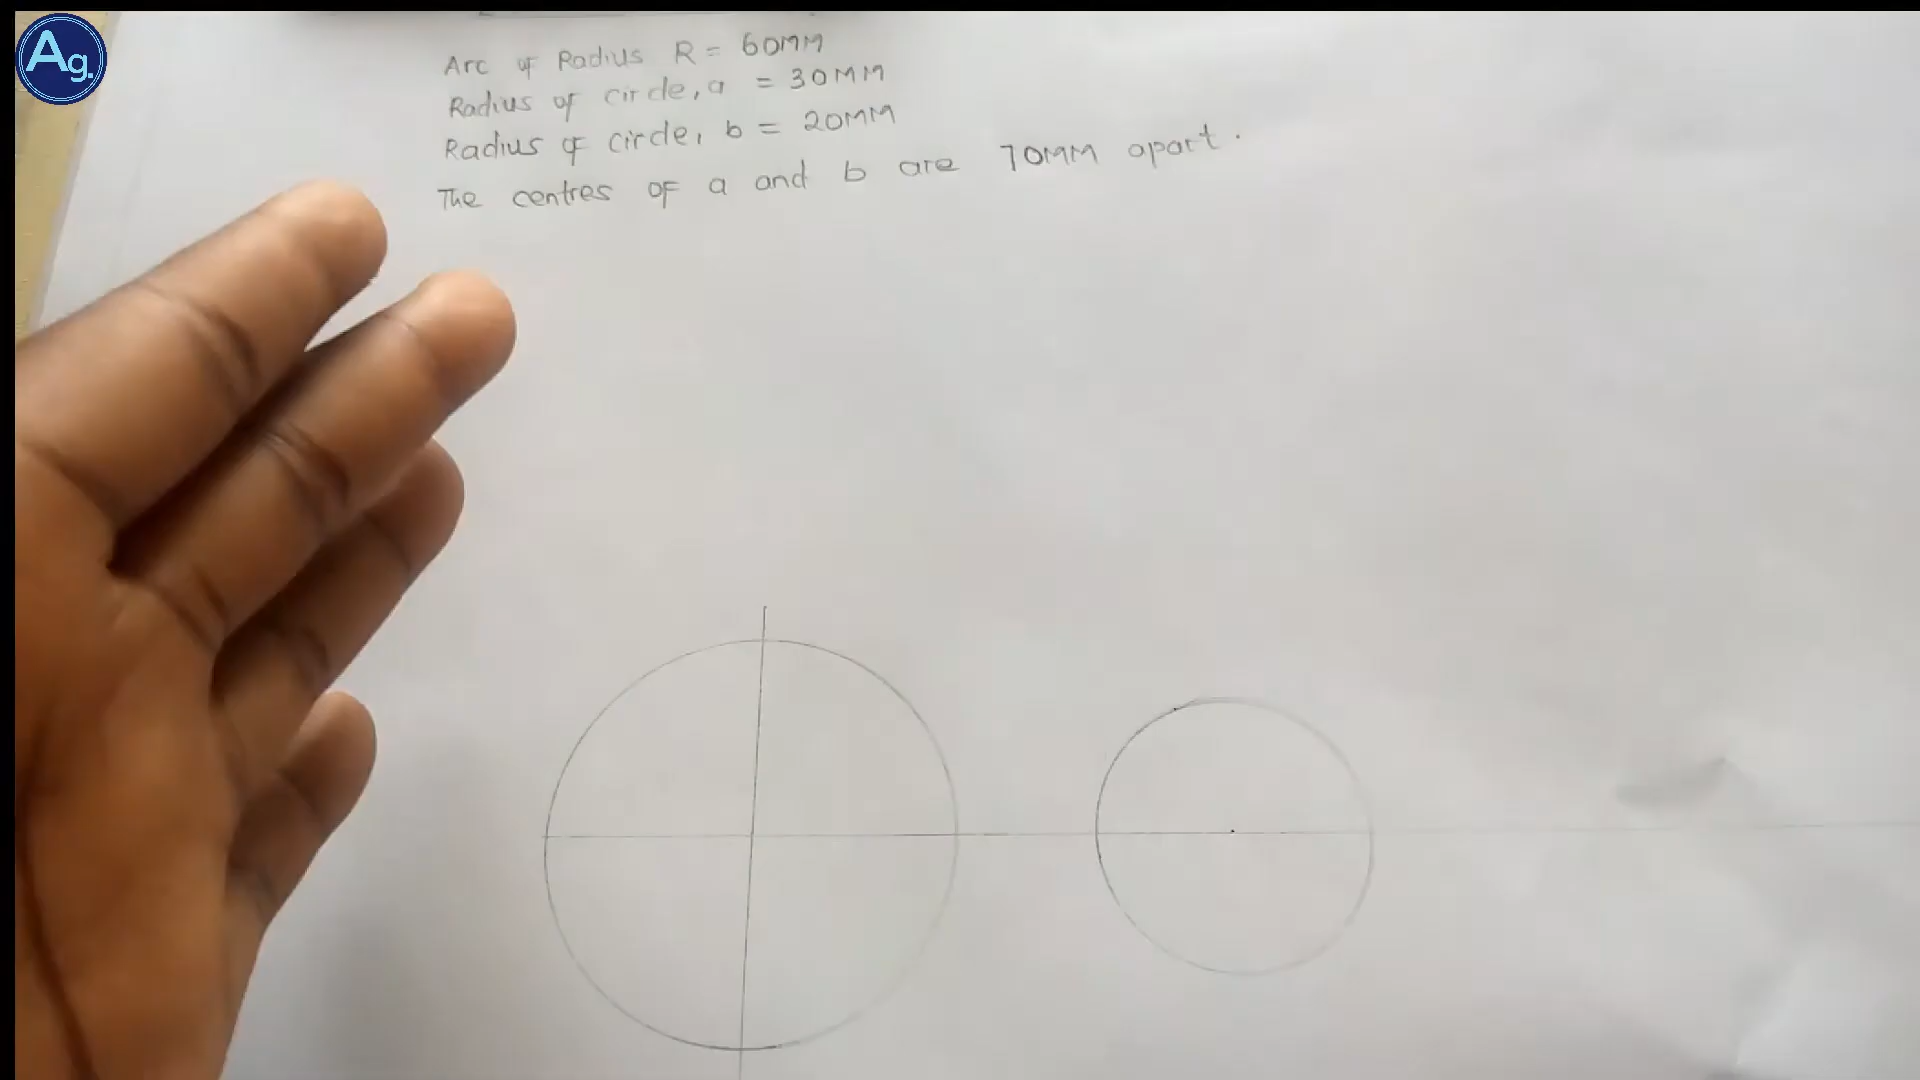 Ag.
Arc of Radius R = 60MM
Radius of circle, a = 30MM
Radius of circle, b = 20MM
The centres of a and b are 70MM apart.